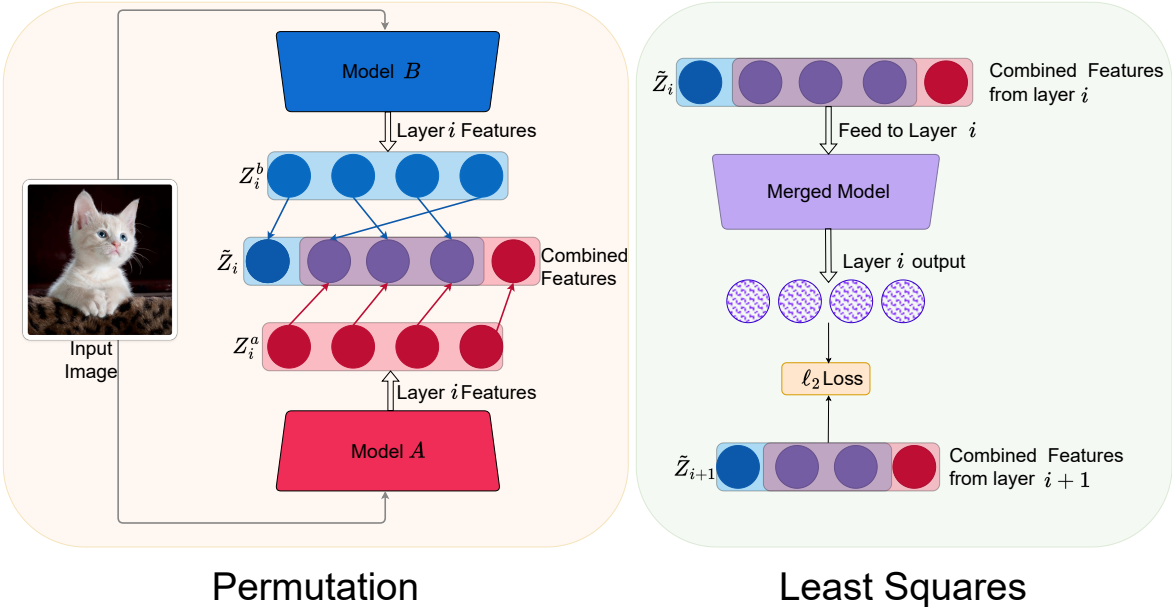 Model B
Layer i Features
Z_i^b
Z̃_i
Combined
Features
Z_i^a
Input
Image
Layer i Features
Model A
Permutation
Z̃_i
Combined Features
from layer i
Feed to Layer i
Merged Model
Layer i output
ℓ₂ Loss
Z̃_{i+1}
Combined Features
from layer i + 1
Least Squares